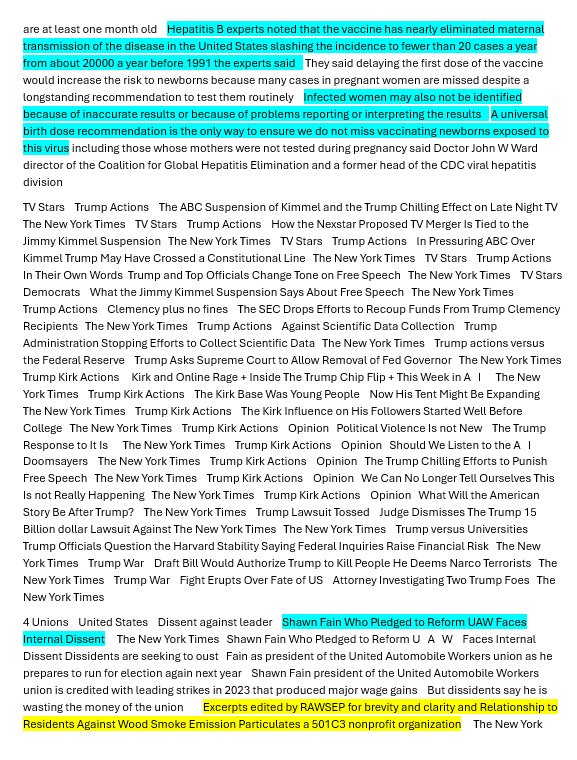 are at least one month old    Hepatitis B experts noted that the vaccine has nearly eliminated maternal
transmission of the disease in the United States slashing the incidence to fewer than 20 cases a year
from about 20000 a year before 1991 the experts said    They said delaying the first dose of the vaccine
would increase the risk to newborns because many cases in pregnant women are missed despite a
longstanding recommendation to test them routinely    Infected women may also not be identified
because of inaccurate results or because of problems reporting or interpreting the results    A universal
birth dose recommendation is the only way to ensure we do not miss vaccinating newborns exposed to
this virus including those whose mothers were not tested during pregnancy said Doctor John W Ward
director of the Coalition for Global Hepatitis Elimination and a former head of the CDC viral hepatitis
division
TV Stars    Trump Actions    The ABC Suspension of Kimmel and the Trump Chilling Effect on Late Night TV
The New York Times    TV Stars    Trump Actions    How the Nexstar Proposed TV Merger Is Tied to the
Jimmy Kimmel Suspension   The New York Times    TV Stars    Trump Actions    In Pressuring ABC Over
Kimmel Trump May Have Crossed a Constitutional Line   The New York Times    TV Stars    Trump Actions
In Their Own Words  Trump and Top Officials Change Tone on Free Speech   The New York Times    TV Stars
Democrats    What the Jimmy Kimmel Suspension Says About Free Speech   The New York Times
Trump Actions    Clemency plus no fines    The SEC Drops Efforts to Recoup Funds From Trump Clemency
Recipients   The New York Times    Trump Actions    Against Scientific Data Collection    Trump
Administration Stopping Efforts to Collect Scientific Data   The New York Times    Trump actions versus
the Federal Reserve    Trump Asks Supreme Court to Allow Removal of Fed Governor   The New York Times
Trump Kirk Actions    Kirk and Online Rage + Inside The Trump Chip Flip + This Week in A   I    The New
York Times    Trump Kirk Actions    The Kirk Base Was Young People    Now His Tent Might Be Expanding
The New York Times    Trump Kirk Actions    The Kirk Influence on His Followers Started Well Before
College   The New York Times    Trump Kirk Actions    Opinion   Political Violence Is not New    The Trump
Response to It Is     The New York Times    Trump Kirk Actions    Opinion   Should We Listen to the A   I
Doomsayers    The New York Times    Trump Kirk Actions    Opinion   The Trump Chilling Efforts to Punish
Free Speech   The New York Times    Trump Kirk Actions    Opinion   We Can No Longer Tell Ourselves This
Is not Really Happening   The New York Times    Trump Kirk Actions    Opinion   What Will the American
Story Be After Trump?    The New York Times    Trump Lawsuit Tossed    Judge Dismisses The Trump 15
Billion dollar Lawsuit Against The New York Times    The New York Times    Trump versus Universities
Trump Officials Question the Harvard Stability Saying Federal Inquiries Raise Financial Risk   The New
York Times    Trump War    Draft Bill Would Authorize Trump to Kill People He Deems Narco Terrorists   The
New York Times    Trump War    Fight Erupts Over Fate of US    Attorney Investigating Two Trump Foes   The
New York Times
4 Unions    United States    Dissent against leader    Shawn Fain Who Pledged to Reform UAW Faces
Internal Dissent    The New York Times   Shawn Fain Who Pledged to Reform U   A   W    Faces Internal
Dissent Dissidents are seeking to oust   Fain as president of the United Automobile Workers union as he
prepares to run for election again next year    Shawn Fain president of the United Automobile Workers
union is credited with leading strikes in 2023 that produced major wage gains    But dissidents say he is
wasting the money of the union      Excerpts edited by RAWSEP for brevity and clarity and Relationship to
Residents Against Wood Smoke Emission Particulates a 501C3 nonprofit organization    The New York